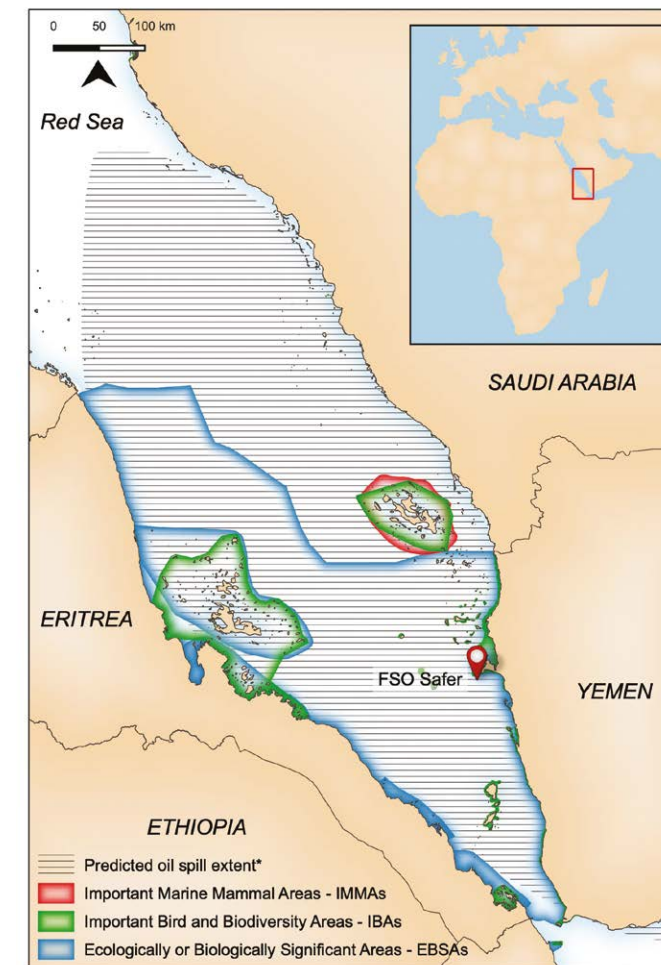 0 50 100 km
Red Sea
SAUDI ARABIA
ERITREA
FSO Safer
YEMEN
ETHIOPIA
Predicted oil spill extent*
Important Marine Mammal Areas - IMMAs
Important Bird and Biodiversity Areas - IBAs
Ecologically or Biologically Significant Areas - EBSAs